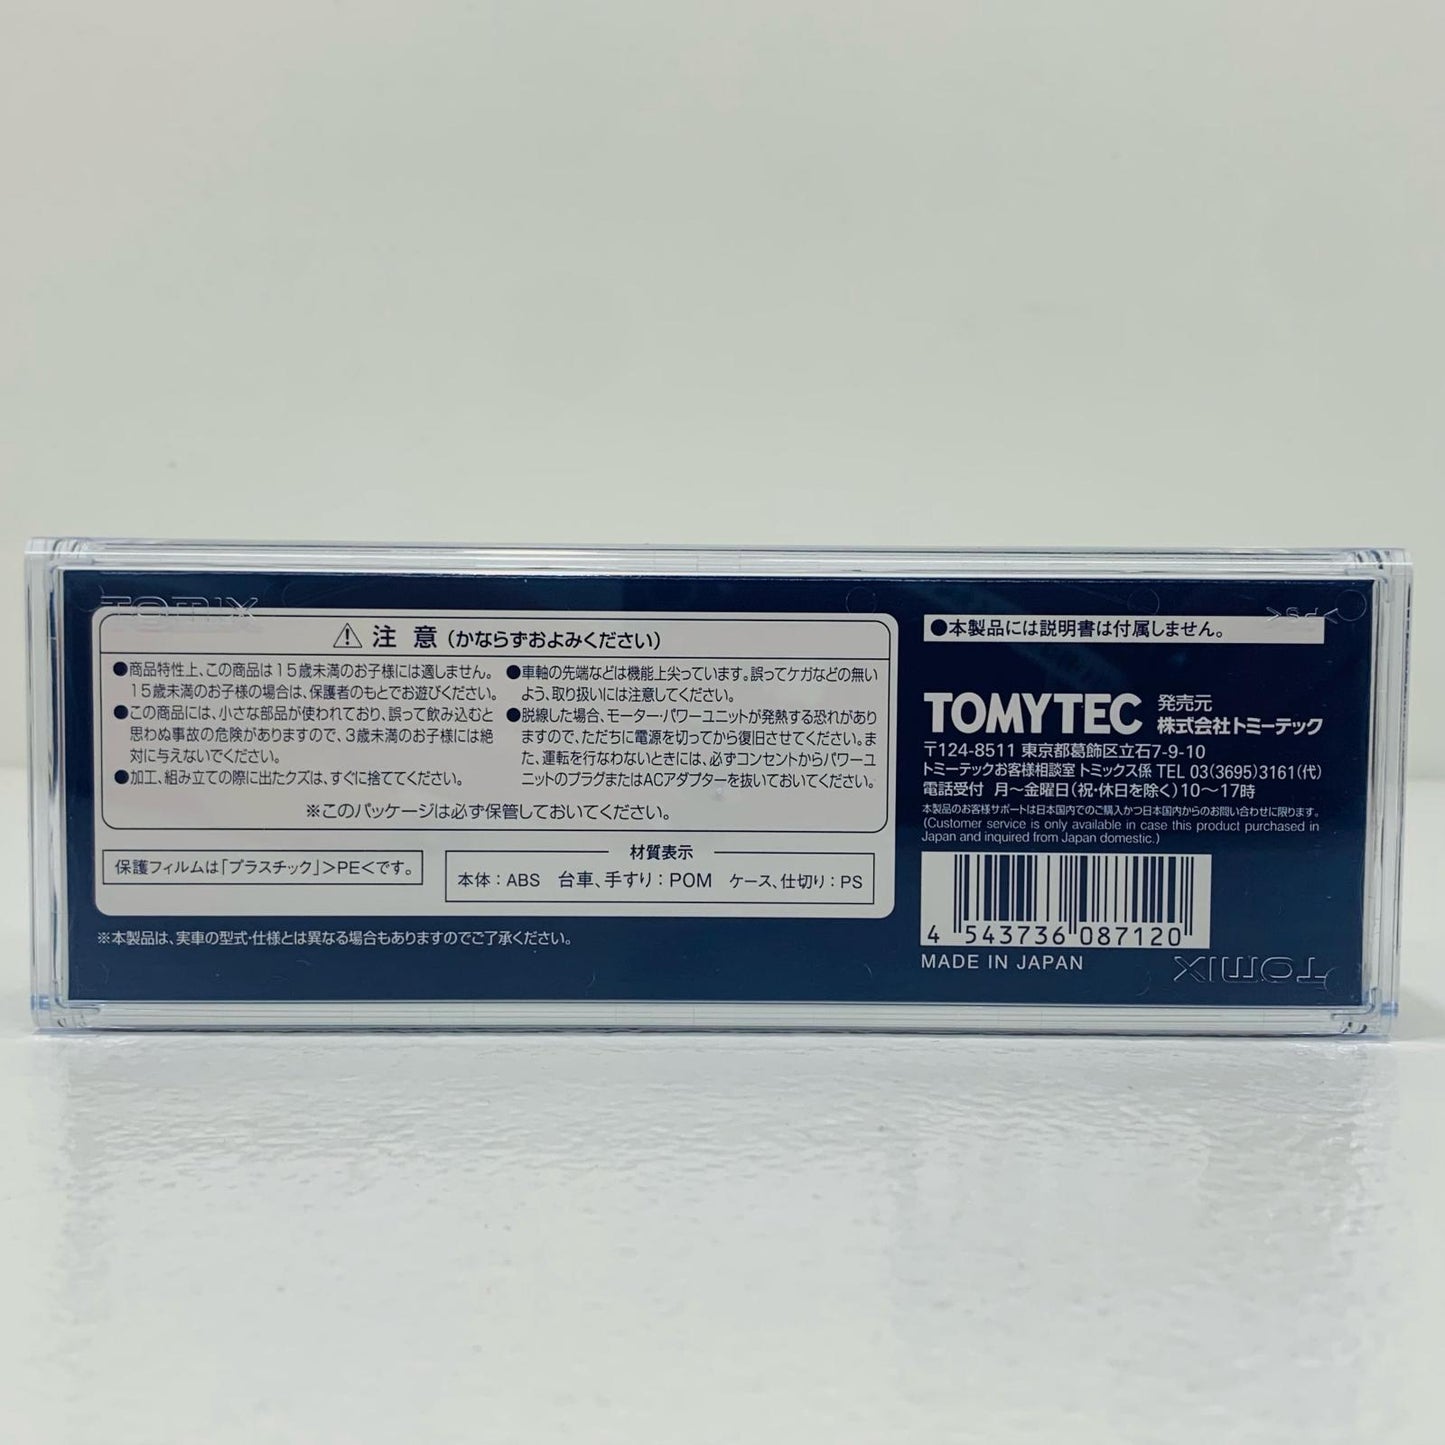 TOMIX
⚠ 注 意 (かならずおよみください)
●商品特性上、この商品は15歳未満のお子様には適しません。
15歳未満のお子様の場合は、保護者のもとでお遊びください。
●この商品には、小さな部品が使われており、誤って飲み込むと
思わぬ事故の危険がありますので、3歳未満のお子様には絶
対に与えないでください。
●加工、組み立ての際に出たクズは、すぐに捨ててください。
●車軸の先端などは機能上尖っています。誤ってケガなどの無い
よう、取り扱いには注意してください。
●脱線した場合、モーター・パワーユニットが発熱する恐れがあり
ますので、ただちに電源を切ってから復旧させてください。ま
た、運転を行なわないときには、必ずコンセントからパワーユ
ニットのプラグまたはACアダプターを抜いておいてください。
※このパッケージは必ず保管しておいてください。
保護フィルムは「プラスチック」>PE<です。
材質表示
本体：ABS 台車、手すり：POM ケース、仕切り：PS
※本製品は、実車の型式・仕様とは異なる場合もありますのでご了承ください。
>PS<
●本製品には説明書は付属しません。
TOMYTEC 発売元
株式会社トミーテック
〒124-8511 東京都葛飾区立石7-9-10
トミーテックお客様相談室 トミックス係 TEL 03(3695)3161(代)
電話受付 月〜金曜日(祝・休日を除く)10〜17時
本製品のお客様サポートは日本国内でのご購入かつ日本国内からのお問い合わせに限ります。
(Customer service is only available in case this product purchased in
Japan and inquired from Japan domestic.)
4 543736 087120
MADE IN JAPAN
TOMIX